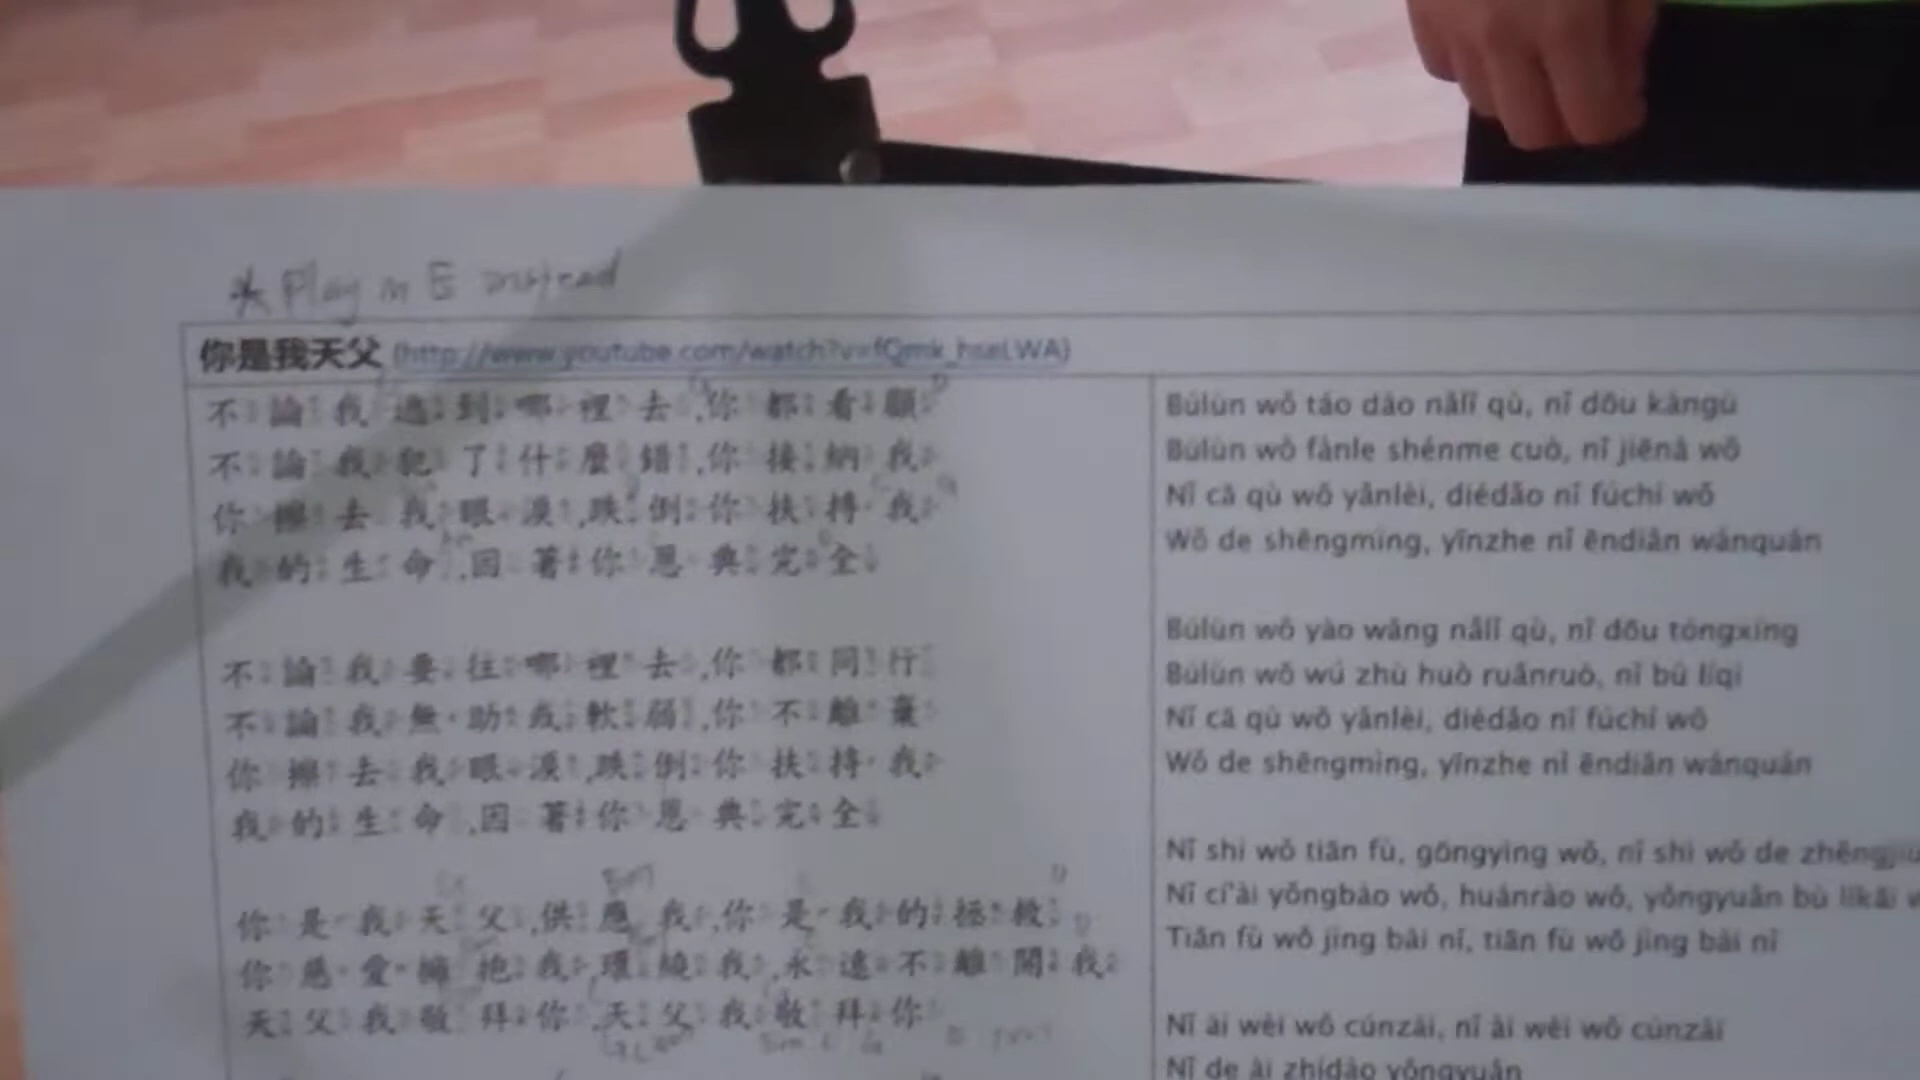 * Play in E instead
你是我天父 (http://www.youtube.com/watch?v=fQmk_hseLWA)
不論我逃到哪裡去,你都看顧
不論我犯了什麼錯,你接納我
你擦去我眼淚,跌倒你扶持我
我的生命,因著你恩典完全
不論我要往哪裡去,你都同行
不論我無助或軟弱,你不離棄
你擦去我眼淚,跌倒你扶持我
我的生命,因著你恩典完全
你是我天父,供應我,你是我的拯救
你慈愛擁抱我,環繞我,永遠不離開我
天父我敬拜你,天父我敬拜你
Búlùn wǒ táo dào nǎlǐ qù, nǐ dōu kàngù
Búlùn wǒ fànle shénme cuò, nǐ jiēnà wǒ
Nǐ cā qù wǒ yǎnlèi, diédǎo nǐ fúchí wǒ
Wǒ de shēngmìng, yīnzhe nǐ ēndiǎn wánquán
Búlùn wǒ yào wǎng nǎlǐ qù, nǐ dōu tóngxíng
Búlùn wǒ wú zhù huò ruǎnruò, nǐ bù líqì
Nǐ cā qù wǒ yǎnlèi, diédǎo nǐ fúchí wǒ
Wǒ de shēngmìng, yīnzhe nǐ ēndiǎn wánquán
Nǐ shì wǒ tiān fù, gōngyìng wǒ, nǐ shì wǒ de zhěngjiù
Nǐ cí'ài yǒngbào wǒ, huánrào wǒ, yǒngyuǎn bù líkāi
Tiān fù wǒ jìng bài nǐ, tiān fù wǒ jìng bài nǐ
Nǐ ài wèi wǒ cúnzài, nǐ ài wèi wǒ cúnzài
Nǐ de ài zhídào yǒngyuǎn